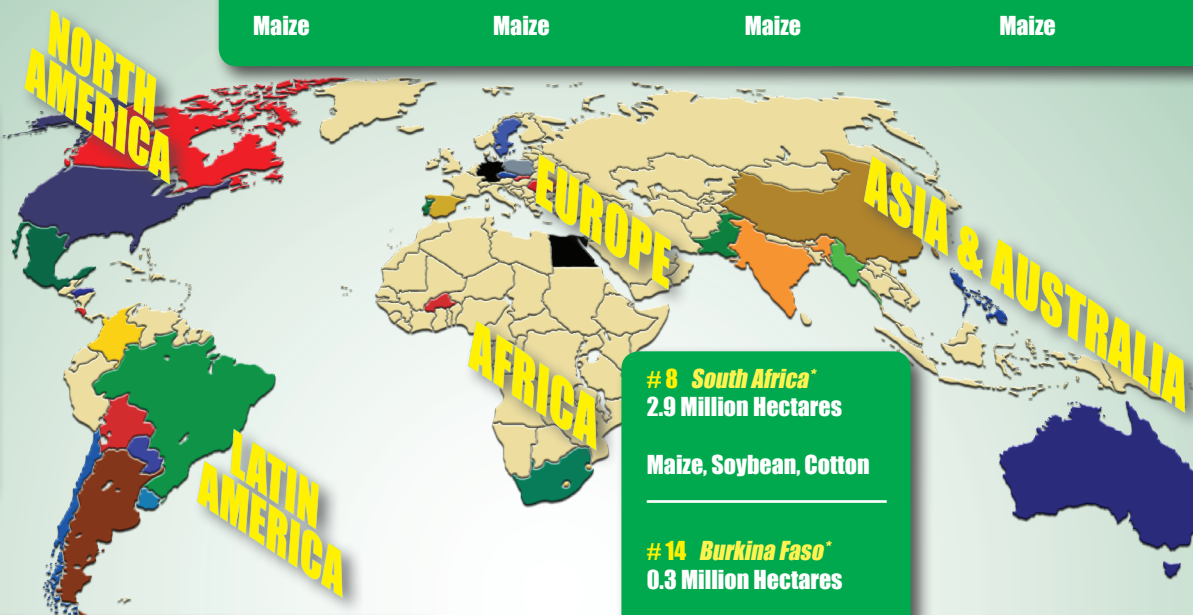 Maize Maize Maize Maize
NORTH
AMERICA
EUROPE
ASIA & AUSTRALIA
AFRICA
LATIN
AMERICA
# 8 South Africa*
2.9 Million Hectares
Maize, Soybean, Cotton
# 14 Burkina Faso*
0.3 Million Hectares